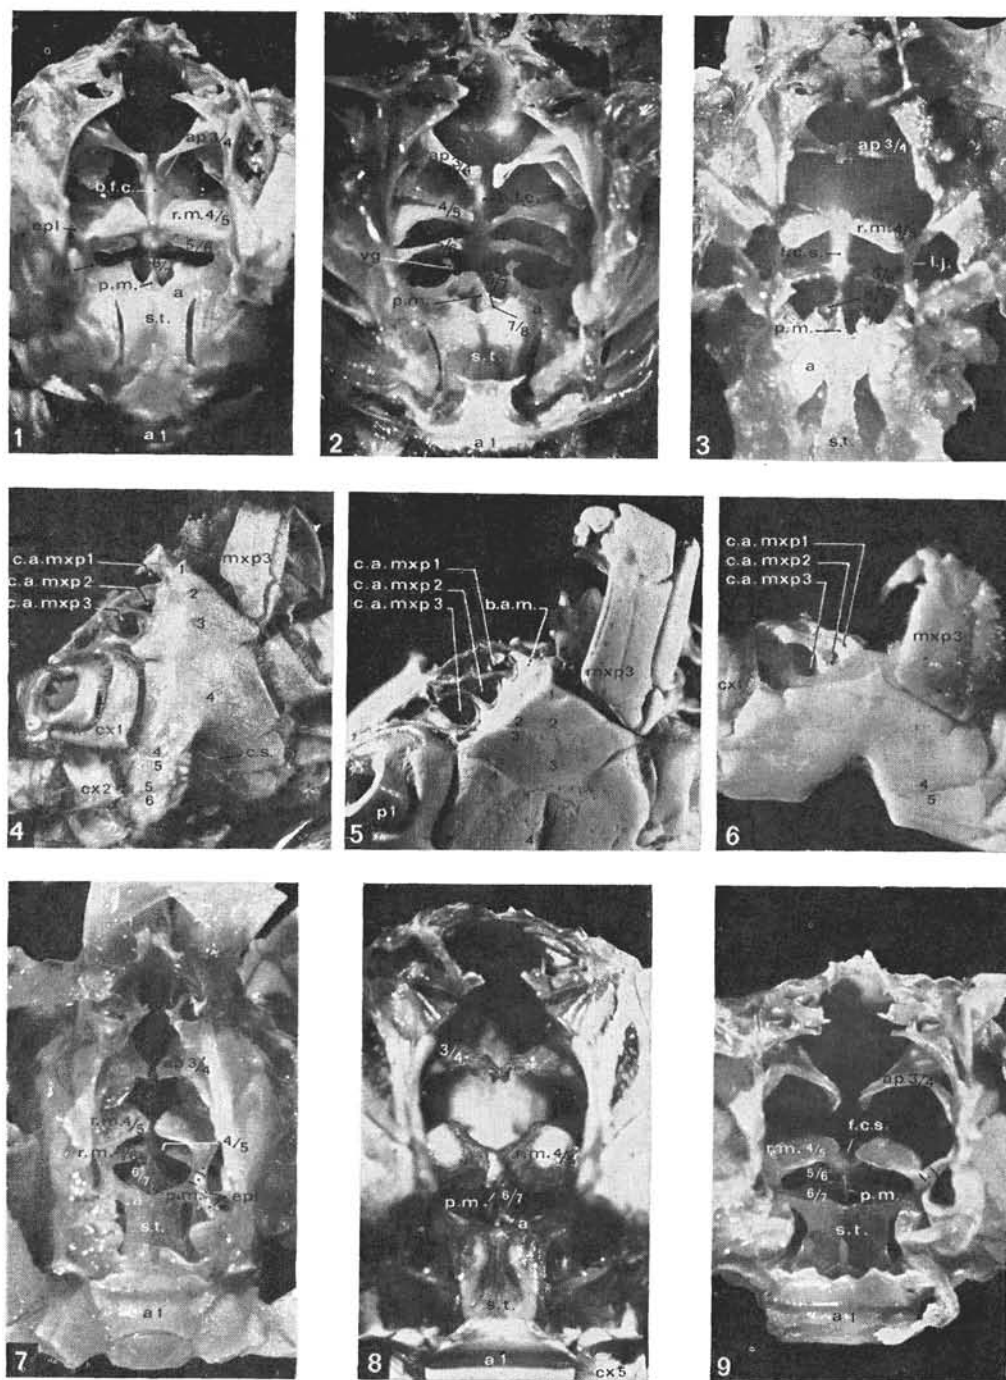 ap 3/4
b.f.c.
epl
r.m. 4/5
5/6
p.m.
a
s.t.
a 1
1
ap 3/4
f.c.
4/5
vg
p.m.
a
7/8
s.t.
a 1
2
ap 3/4
r.m. 4/5
f.c.s.
l.j.
p.m.
a
s.t.
3
mxp3
c.a.mxp1
c.a.mxp2
c.a.mxp3
1
2
3
4
cx1
c.s.
4
5
cx2
5
6
4
c.a.mxp1
c.a.mxp2
c.a.mxp3
b.a.m.
mxp3
1
2
2
3
3
p1
4
5
c.a.mxp1
c.a.mxp2
c.a.mxp3
mxp3
cx1
4
5
6
ap 3/4
r.m. 4/5
4/5
r.m.
6/7
p.m.
epl
a
s.t.
a 1
7
3/4
r.m. 4/5
p.m.
6/7
a
s.t.
a 1
cx5
8
ap 3/4
f.c.s.
r.m. 4/5
5/6
6/7
p.m.
s.t.
a 1
9